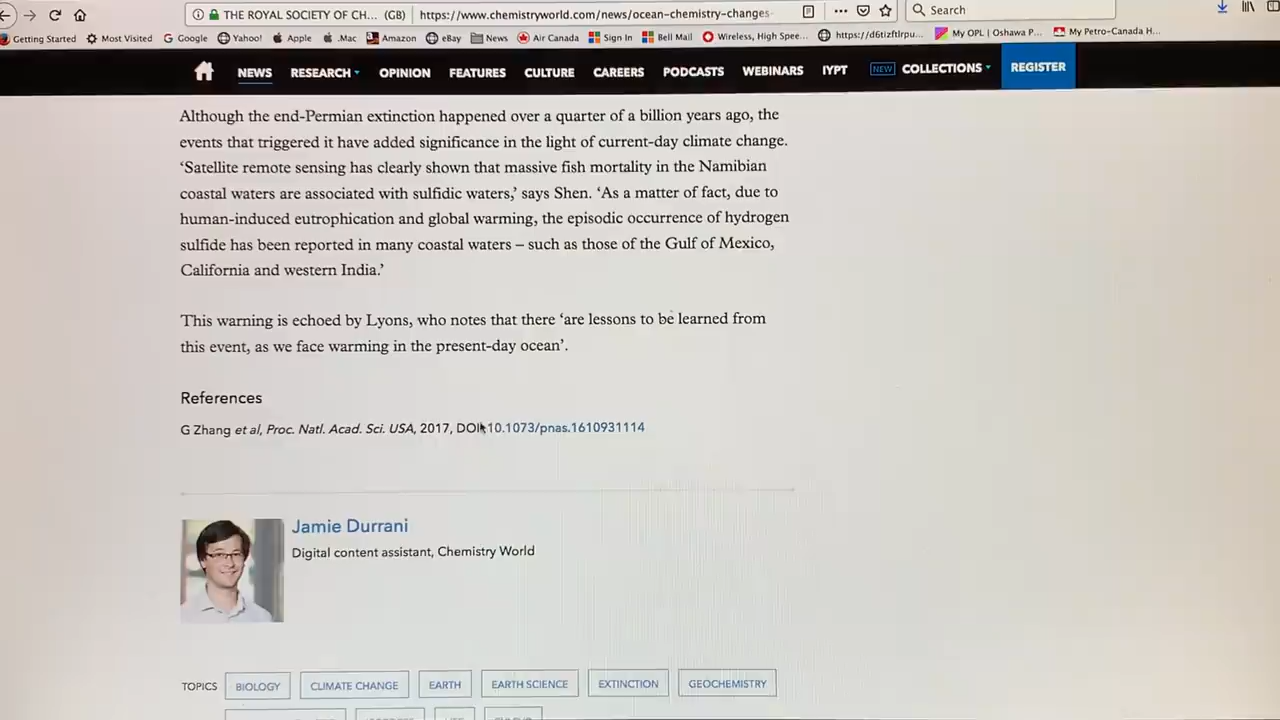 THE ROYAL SOCIETY OF CH... (GB)
https://www.chemistryworld.com/news/ocean-chemistry-changes-
Search
Getting Started Most Visited Google Yahoo! Apple .Mac Amazon eBay News Air Canada Sign In Bell Mail Wireless, High Spee... https://d6tizftlrpu... My OPL | Oshawa P... My Petro-Canada H...
NEWS RESEARCH OPINION FEATURES CULTURE CAREERS PODCASTS WEBINARS IYPT NEW COLLECTIONS REGISTER
Although the end-Permian extinction happened over a quarter of a billion years ago, the
events that triggered it have added significance in the light of current-day climate change.
‘Satellite remote sensing has clearly shown that massive fish mortality in the Namibian
coastal waters are associated with sulfidic waters,’ says Shen. ‘As a matter of fact, due to
human-induced eutrophication and global warming, the episodic occurrence of hydrogen
sulfide has been reported in many coastal waters – such as those of the Gulf of Mexico,
California and western India.’
This warning is echoed by Lyons, who notes that there ‘are lessons to be learned from
this event, as we face warming in the present-day ocean’.
References
G Zhang et al, Proc. Natl. Acad. Sci. USA, 2017, DOI: 10.1073/pnas.1610931114
Jamie Durrani
Digital content assistant, Chemistry World
TOPICS BIOLOGY CLIMATE CHANGE EARTH EARTH SCIENCE EXTINCTION GEOCHEMISTRY